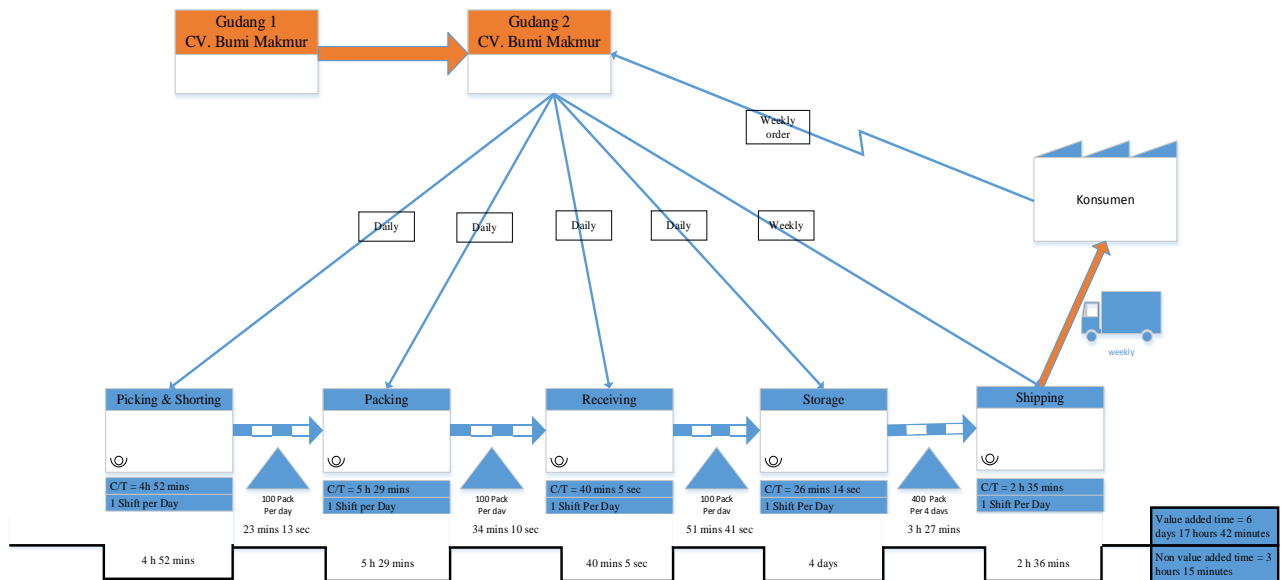 Gudang 1
CV. Bumi Makmur
Gudang 2
CV. Bumi Makmur
Weekly
order
Konsumen
Daily
Daily
Daily
Daily
Weekly
weekly
Picking & Shorting
Packing
Receiving
Storage
Shipping
C/T = 4h 52 mins
1 Shift per Day
C/T = 5 h 29 mins
1 Shift per Day
C/T = 40 mins 5 sec
1 Shift per Day
C/T = 26 mins 14 sec
1 Shift per Day
C/T = 2 h 35 mins
1 Shift per Day
100 Pack
Per day
100 Pack
Per day
100 Pack
Per day
400 Pack
Per 4 days
23 mins 13 sec
34 mins 10 sec
51 mins 41 sec
3 h 27 mins
4 h 52 mins
5 h 29 mins
40 mins 5 sec
4 days
2 h 36 mins
Value added time = 6
days 17 hours 42 minutes
Non value added time = 3
hours 15 minutes